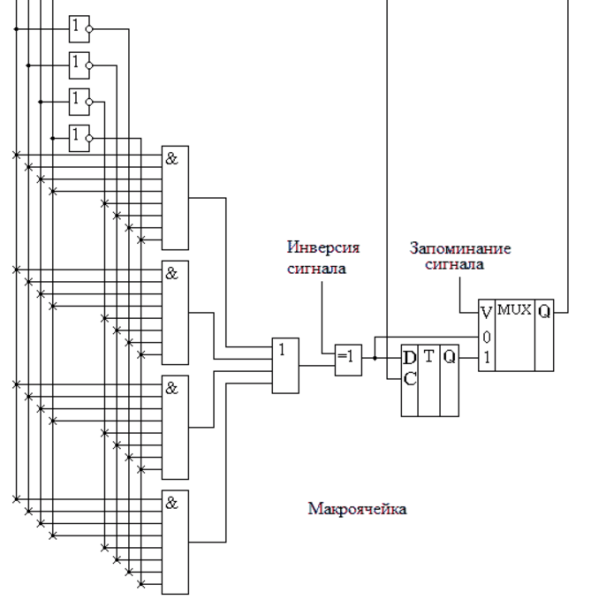 1
1
1
1
&
Инверсия
сигнала
Запоминание
сигнала
&
V MUX Q
0
1
1
=1
D T Q
C
&
&
Макроячейка